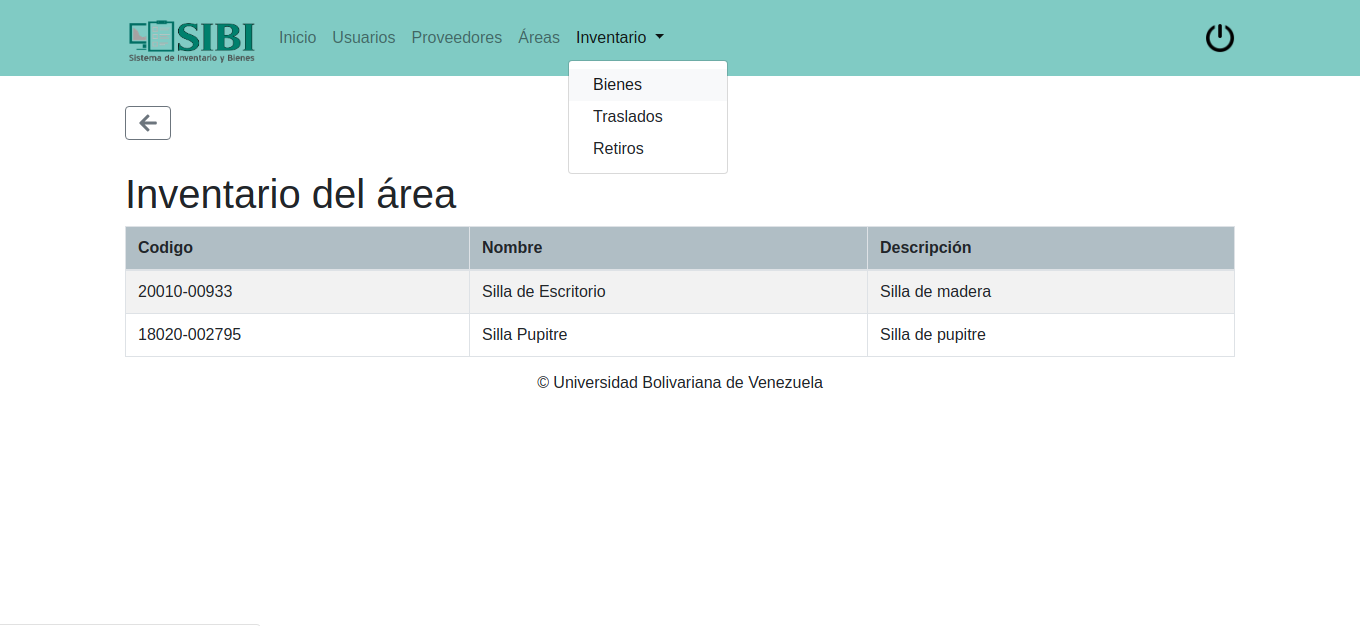 SIBI
Sistema de Inventario y Bienes
Inicio Usuarios Proveedores Áreas Inventario
Bienes
Traslados
Retiros
Inventario del área
Codigo Nombre Descripción
20010-00933 Silla de Escritorio Silla de madera
18020-002795 Silla Pupitre Silla de pupitre
© Universidad Bolivariana de Venezuela